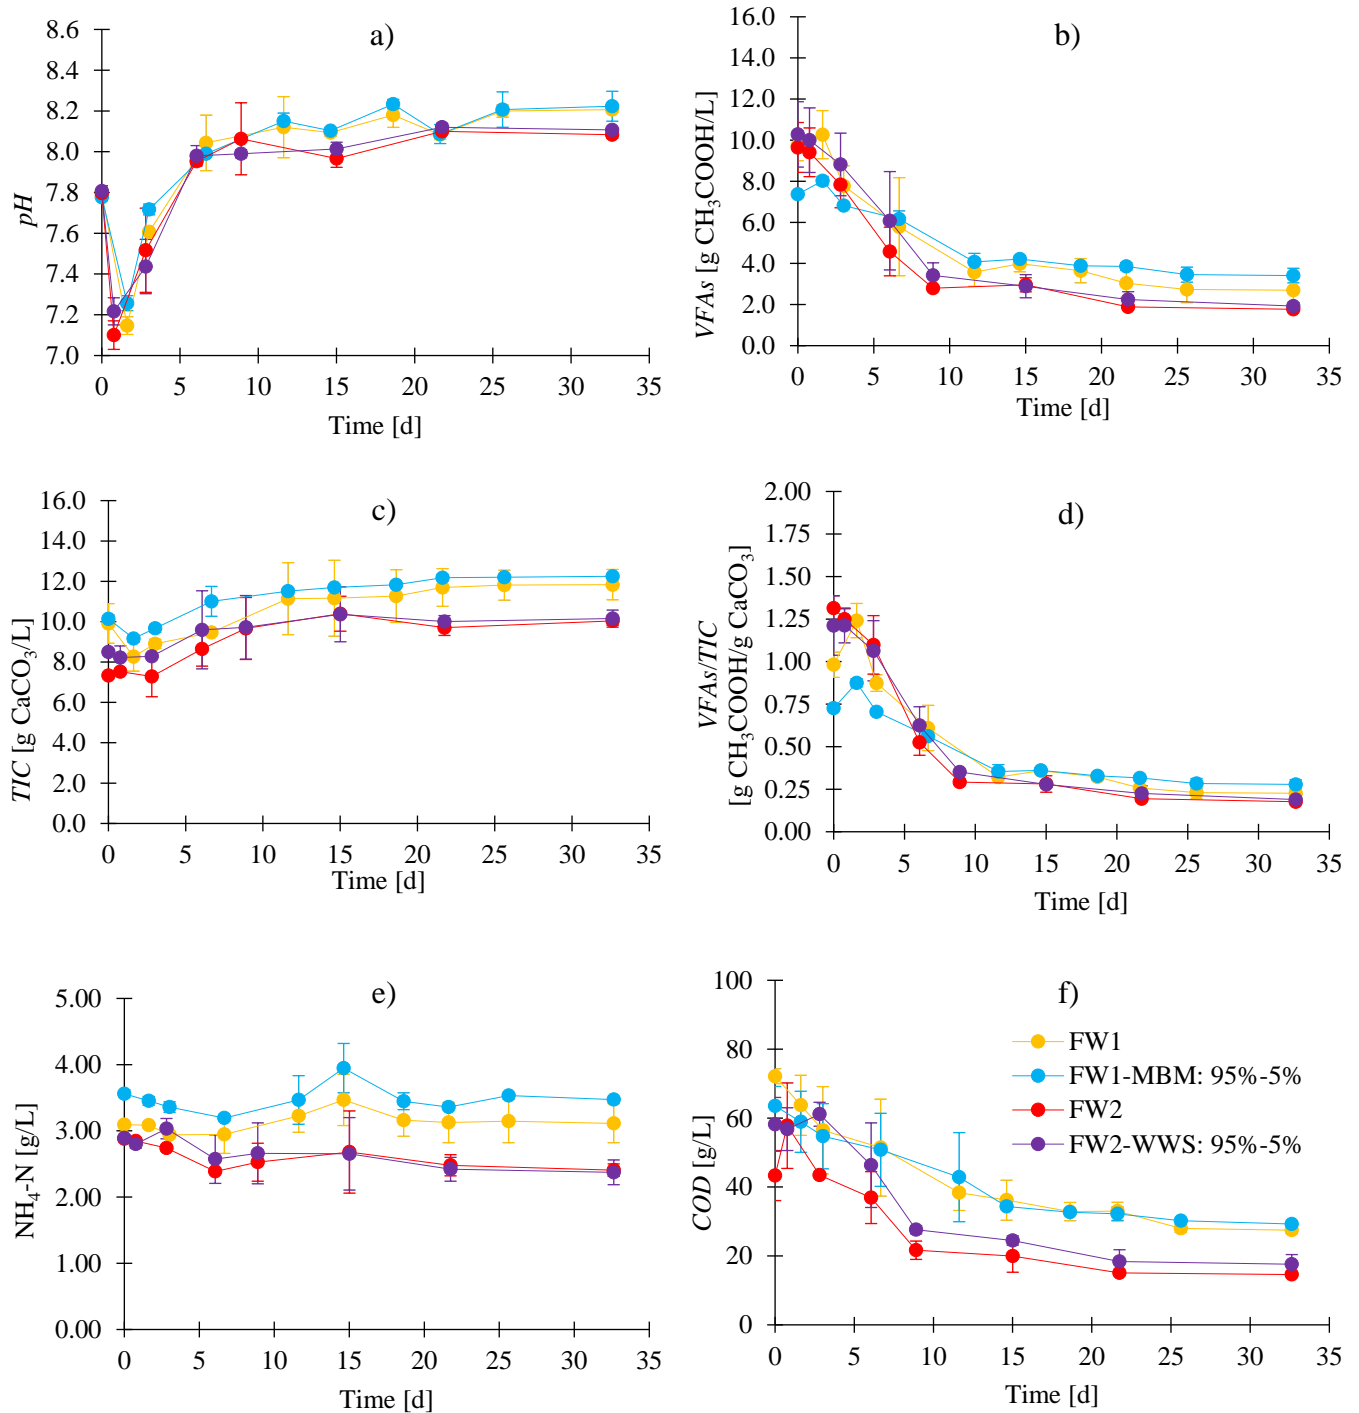 a)
8.6
8.4
8.2
8.0
7.8
7.6
7.4
7.2
7.0
pH
0 5 10 15 20 25 30 35
Time [d]
b)
16.0
14.0
12.0
10.0
8.0
6.0
4.0
2.0
0.0
VFAs [g CH₃COOH/L]
0 5 10 15 20 25 30 35
Time [d]
c)
16.0
14.0
12.0
10.0
8.0
6.0
4.0
2.0
0.0
TIC [g CaCO₃/L]
0 5 10 15 20 25 30 35
Time [d]
d)
2.00
1.75
1.50
1.25
1.00
0.75
0.50
0.25
0.00
VFAs/TIC
[g CH₃COOH/g CaCO₃]
0 5 10 15 20 25 30 35
Time [d]
e)
5.00
4.00
3.00
2.00
1.00
0.00
NH₄-N [g/L]
0 5 10 15 20 25 30 35
Time [d]
f)
100
80
60
40
20
0
COD [g/L]
FW1
FW1-MBM: 95%-5%
FW2
FW2-WWS: 95%-5%
0 5 10 15 20 25 30 35
Time [d]